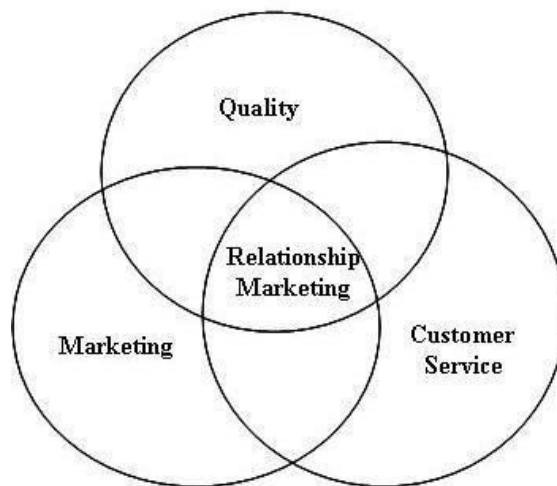 Quality
Relationship
Marketing
Marketing
Customer
Service